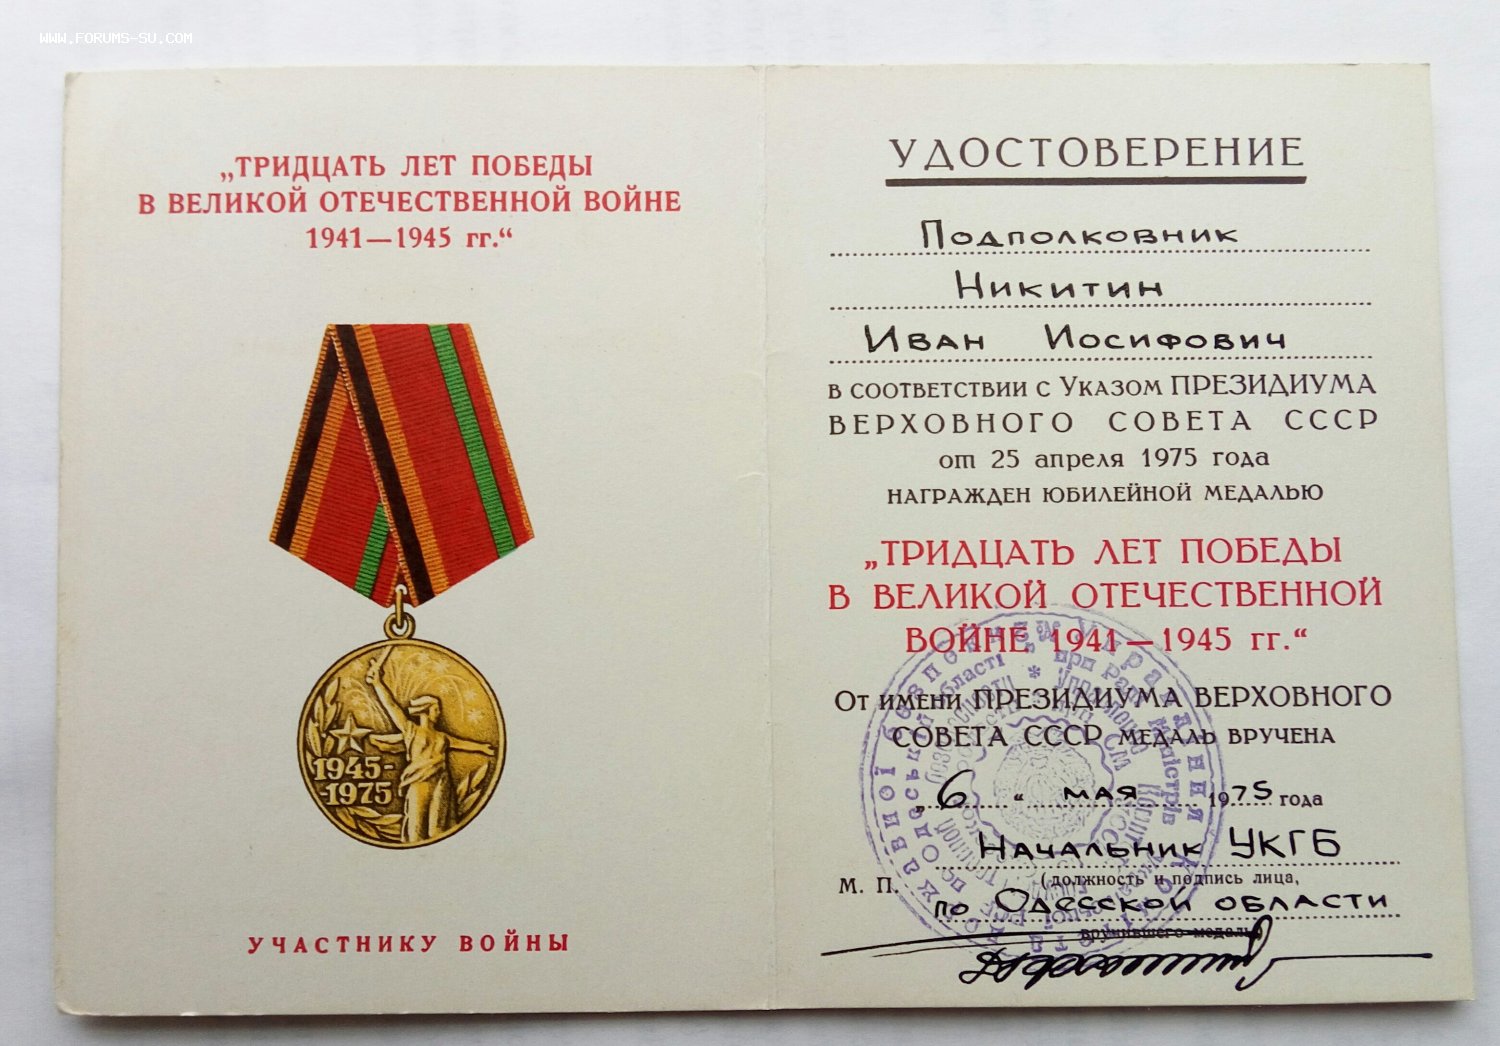 WWW.FORUMS-SU.COM
„ТРИДЦАТЬ ЛЕТ ПОБЕДЫ
В ВЕЛИКОЙ ОТЕЧЕСТВЕННОЙ ВОЙНЕ
1941—1945 гг.“
1945-
1975
УЧАСТНИКУ ВОЙНЫ
УДОСТОВЕРЕНИЕ
Подполковник
Никитин
Иван Иосифович
В СООТВЕТСТВИИ С УКАЗОМ ПРЕЗИДИУМА
ВЕРХОВНОГО СОВЕТА СССР
от 25 апреля 1975 года
НАГРАЖДЕН ЮБИЛЕЙНОЙ МЕДАЛЬЮ
„ТРИДЦАТЬ ЛЕТ ПОБЕДЫ
В ВЕЛИКОЙ ОТЕЧЕСТВЕННОЙ
ВОЙНЕ 1941—1945 гг.“
ОТ ИМЕНИ ПРЕЗИДИУМА ВЕРХОВНОГО
СОВЕТА СССР МЕДАЛЬ ВРУЧЕНА
„6“ мая 1975 года
Начальник УКГБ
М. П. (должность и подпись лица,
по Одесской области
вручившего медаль)